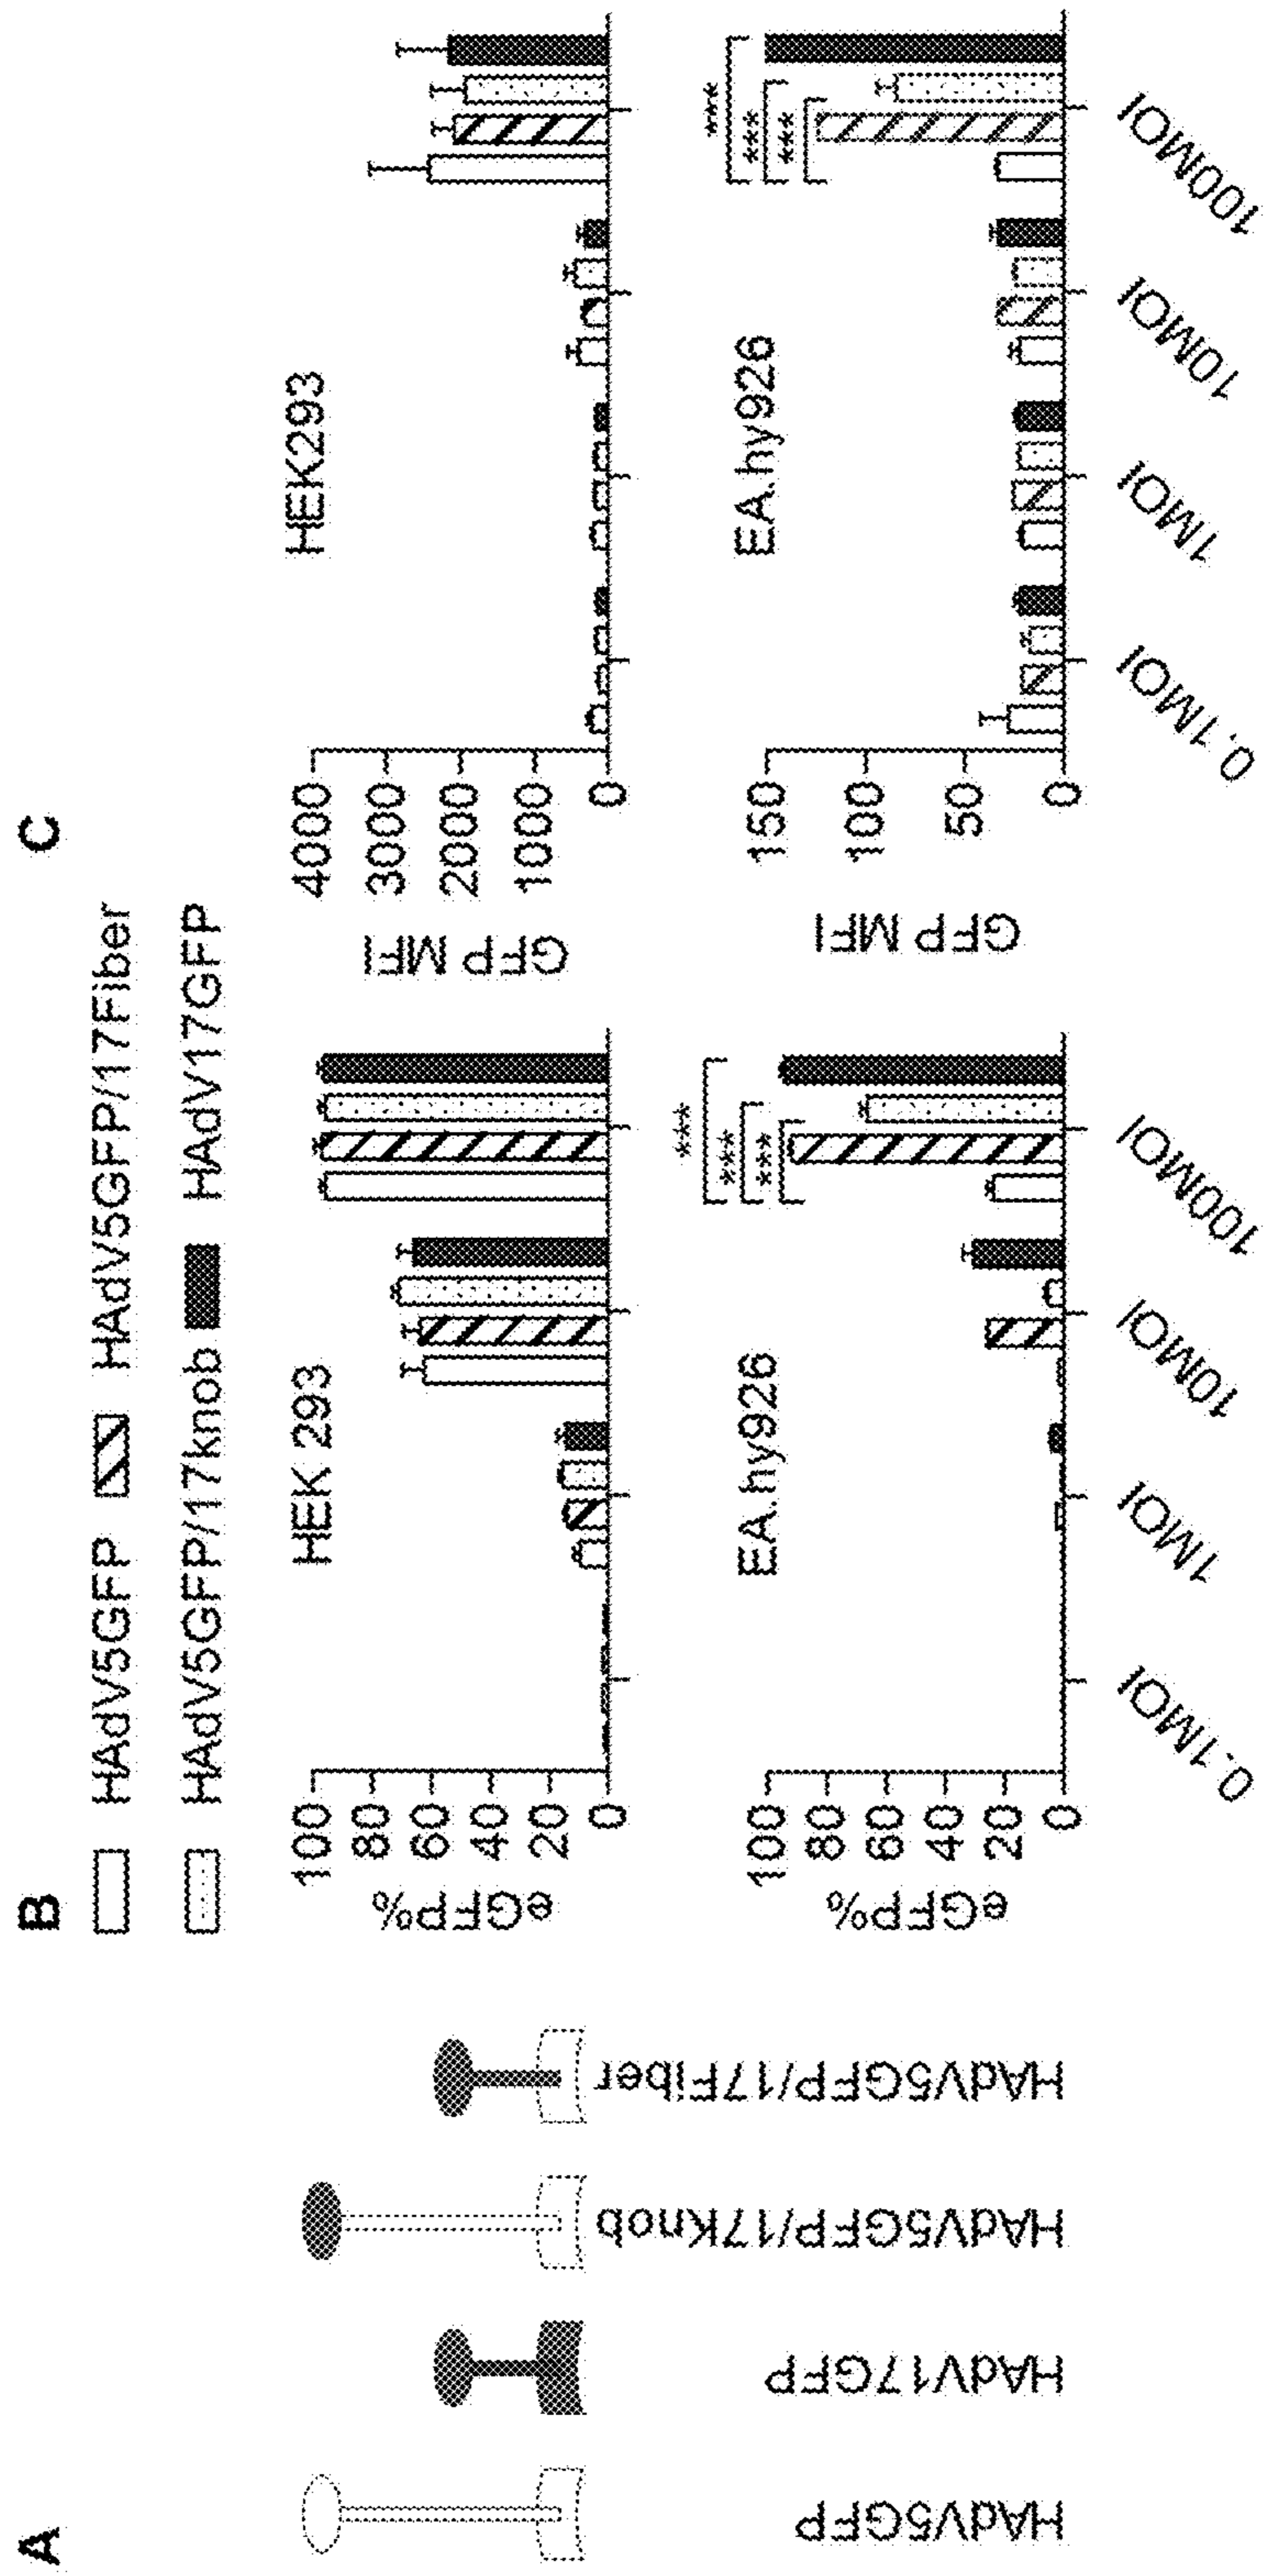 A
HAdV5GFP
HAdV17GFP
HAdV5GFP/17Knob
HAdV5GFP/17Fiber
B
HAdV5GFP
HAdV5GFP/17Fiber
HAdV5GFP/17knob
HAdV17GFP
HEK 293
eGFP%
100
80
60
40
20
0
EA.hy926
***
***
***
eGFP%
100
80
60
40
20
0
0.1MOI
1MOI
10MOI
100MOI
C
HEK293
GFP MFI
4000
3000
2000
1000
0
EA.hy926
***
***
***
GFP MFI
150
100
50
0
0.1MOI
1MOI
10MOI
100MOI